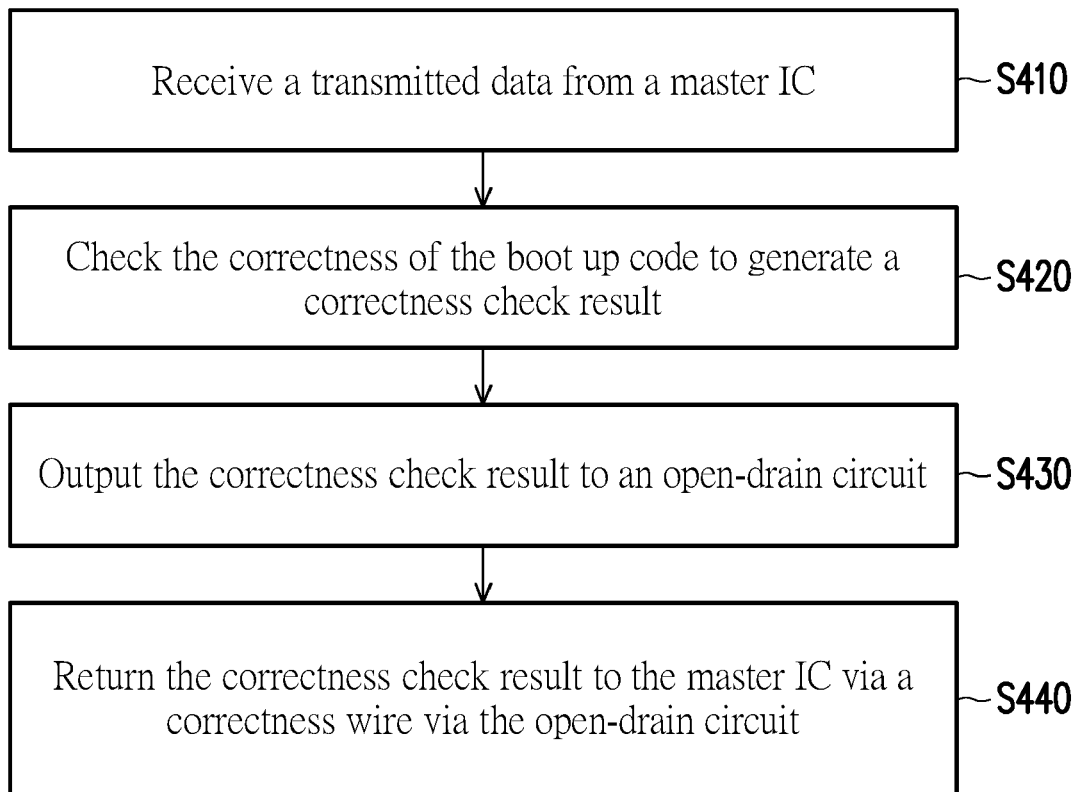 Receive a transmitted data from a master IC
S410
Check the correctness of the boot up code to generate a
correctness check result
S420
Output the correctness check result to an open-drain circuit
S430
Return the correctness check result to the master IC via a
correctness wire via the open-drain circuit
S440